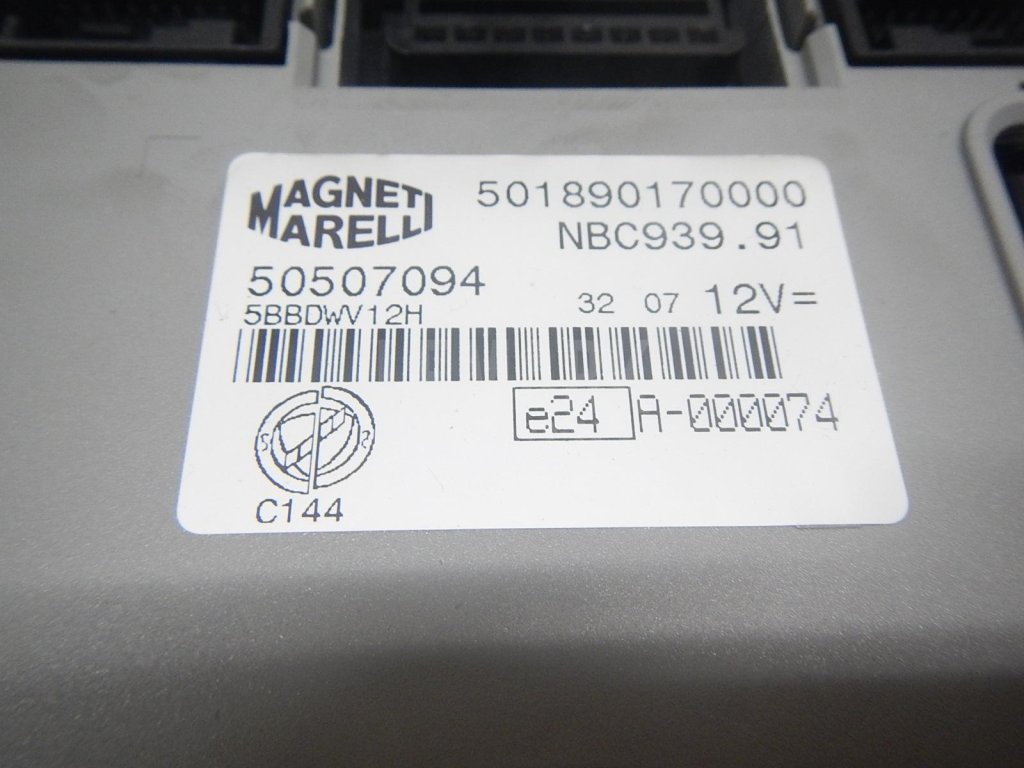 MAGNETI
MARELLI
501890170000
NBC939.91
50507094
5BBDWV12H
32 07 12V=
e24 A-000074
C144